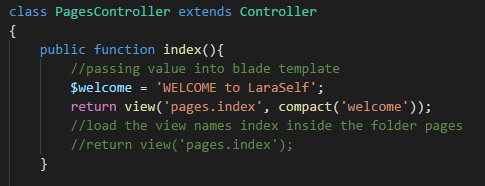 class PagesController extends Controller
{
    public function index(){
        //passing value into blade template
        $welcome = 'WELCOME to LaraSelf';
        return view('pages.index', compact('welcome'));
        //load the view names index inside the folder pages
        //return view('pages.index');
    }